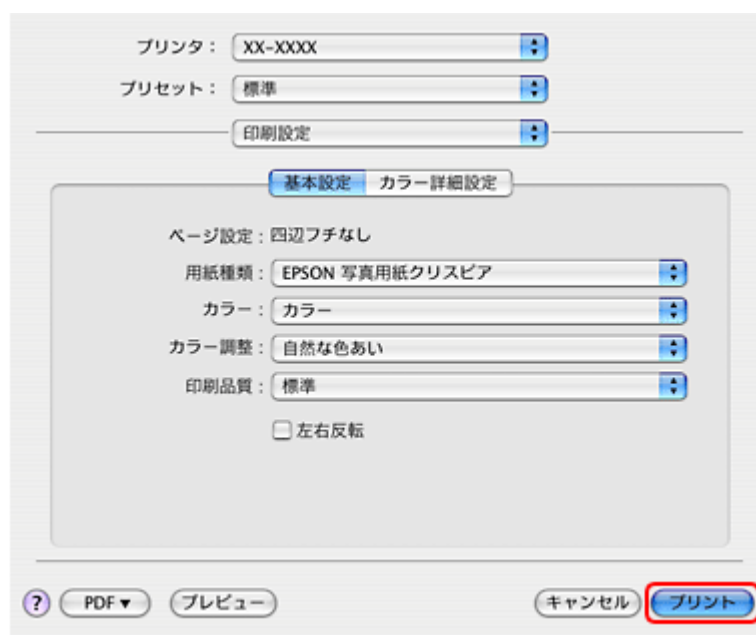 プリンタ： XX-XXXX
プリセット： 標準
印刷設定
基本設定 カラー詳細設定
ページ設定：四辺フチなし
用紙種類： EPSON 写真用紙クリスピア
カラー： カラー
カラー調整： 自然な色あい
印刷品質： 標準
左右反転
? PDF▼ プレビュー キャンセル プリント